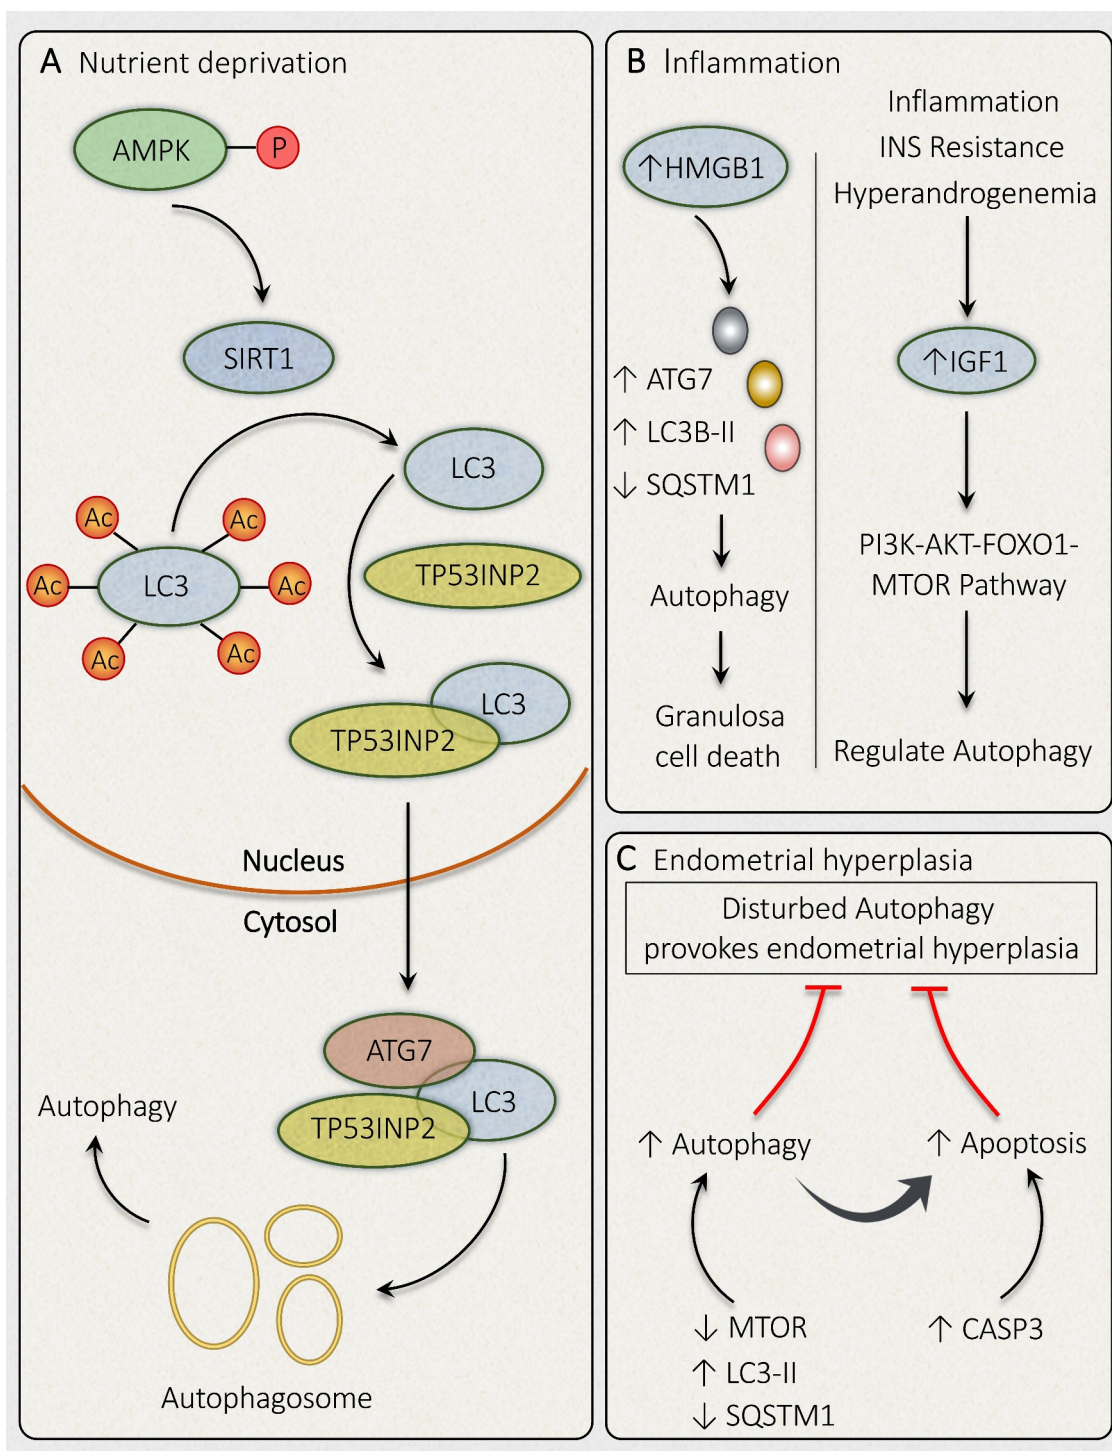 A Nutrient deprivation
AMPK
P
SIRT1
LC3
Ac
Ac
Ac
LC3
Ac
Ac
Ac
TP53INP2
LC3
TP53INP2
Nucleus
Cytosol
ATG7
LC3
TP53INP2
Autophagy
Autophagosome
B Inflammation
↑HMGB1
↑ ATG7
↑ LC3B-II
↓ SQSTM1
Autophagy
Granulosa
cell death
Inflammation
INS Resistance
Hyperandrogenemia
↑IGF1
PI3K-AKT-FOXO1-
MTOR Pathway
Regulate Autophagy
C Endometrial hyperplasia
Disturbed Autophagy
provokes endometrial hyperplasia
↑ Autophagy
↑ Apoptosis
↓ MTOR
↑ LC3-II
↓ SQSTM1
↑ CASP3